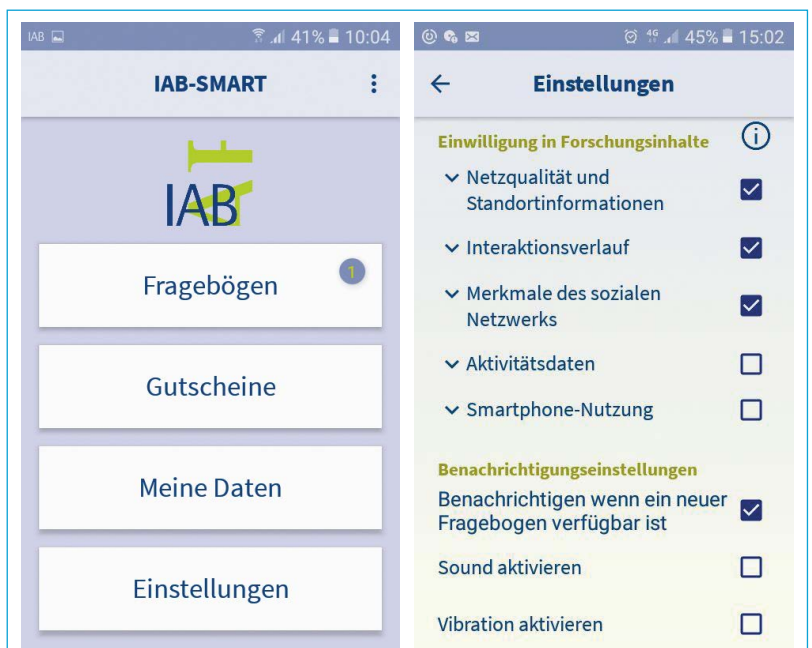 IAB 41% 10:04
IAB-SMART
IAB
Fragebögen 1
Gutscheine
Meine Daten
Einstellungen
4G 45% 15:02
Einstellungen
Einwilligung in Forschungsinhalte i
Netzqualität und
Standortinformationen
Interaktionsverlauf
Merkmale des sozialen
Netzwerks
Aktivitätsdaten
Smartphone-Nutzung
Benachrichtigungseinstellungen
Benachrichtigen wenn ein neuer
Fragebogen verfügbar ist
Sound aktivieren
Vibration aktivieren